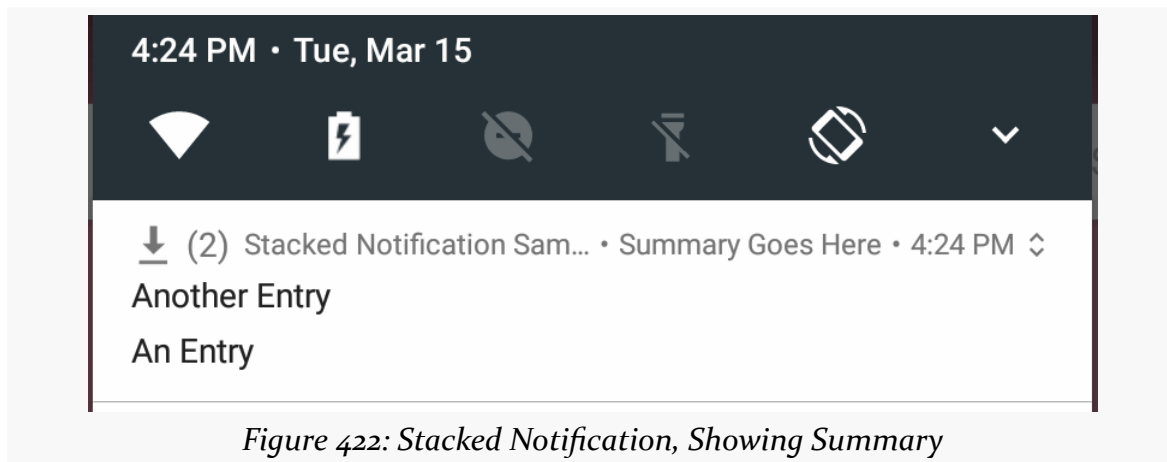 4:24 PM • Tue, Mar 15
(2) Stacked Notification Sam... • Summary Goes Here • 4:24 PM
Another Entry
An Entry
Figure 422: Stacked Notification, Showing Summary